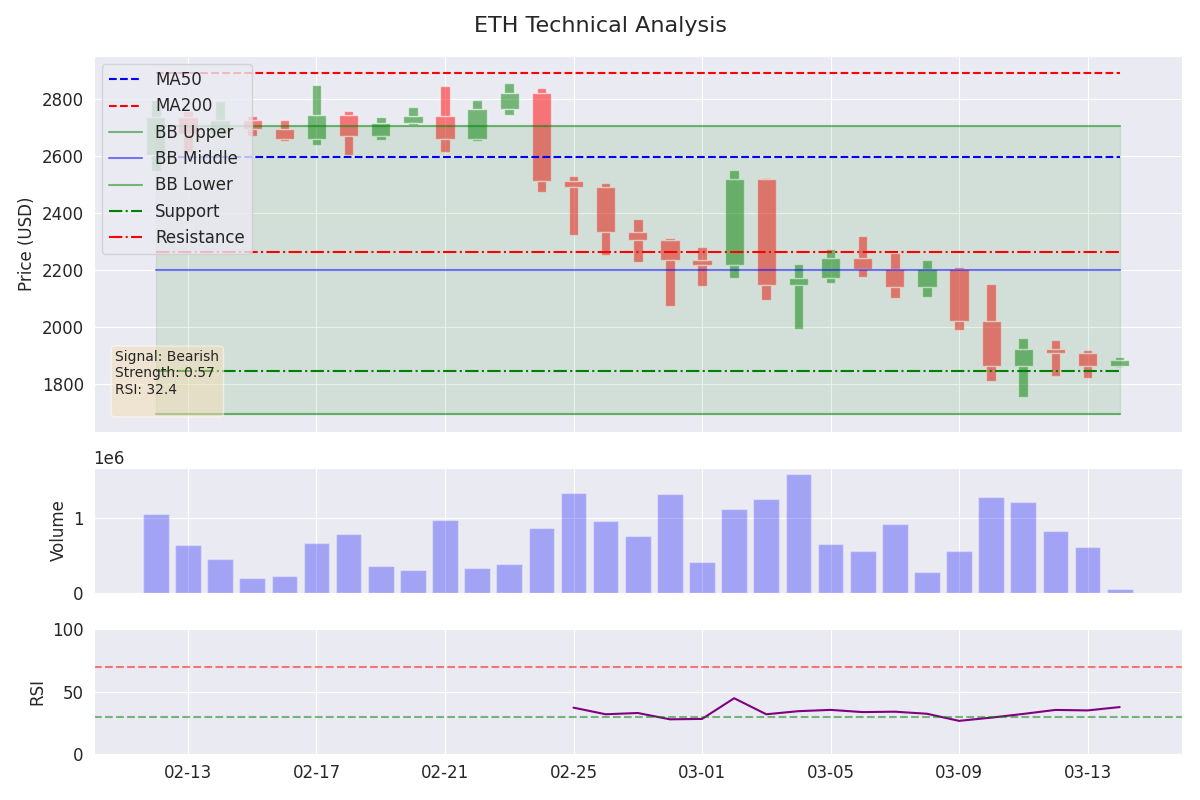 ETH Technical Analysis
Price (USD)
2800
2600
2400
2200
2000
1800
MA50
MA200
BB Upper
BB Middle
BB Lower
Support
Resistance
Signal: Bearish
Strength: 0.57
RSI: 32.4
1e6
Volume
1
0
RSI
100
50
0
02-13
02-17
02-21
02-25
03-01
03-05
03-09
03-13